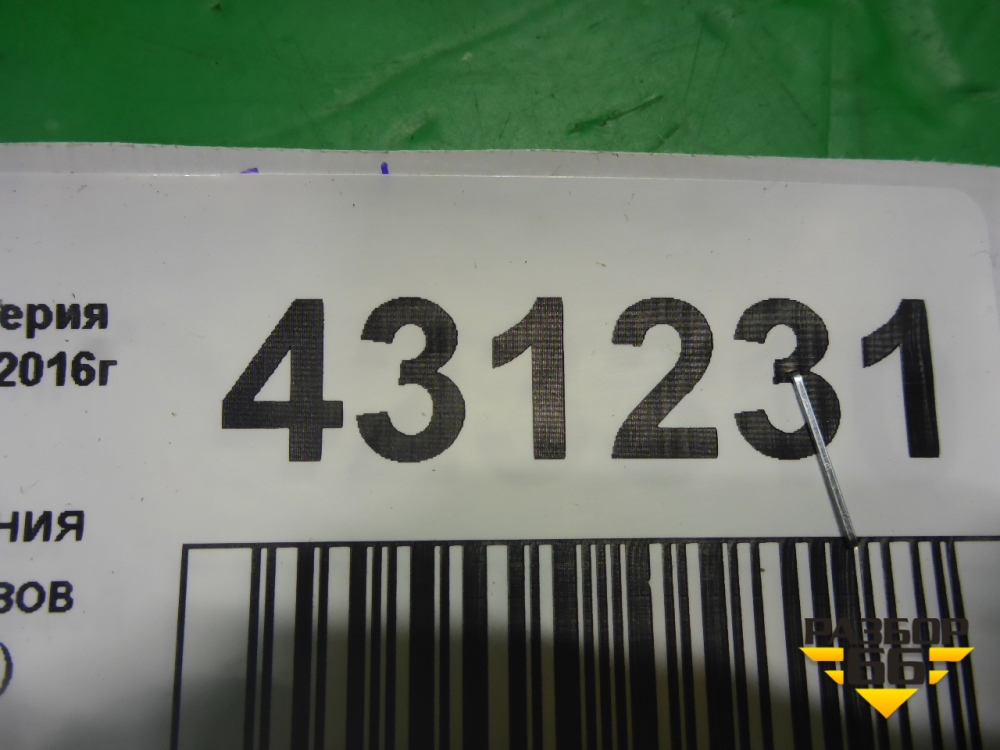 ерия
2016г
431231
ния
зов
)
РАЗБОР
66